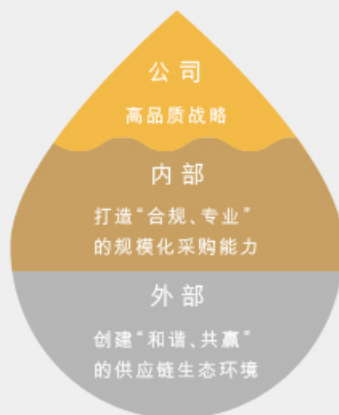 公司
高品质战略
内部
打造“合规、专业”
的规模化采购能力
外部
创建“和谐、共赢”
的供应链生态环境